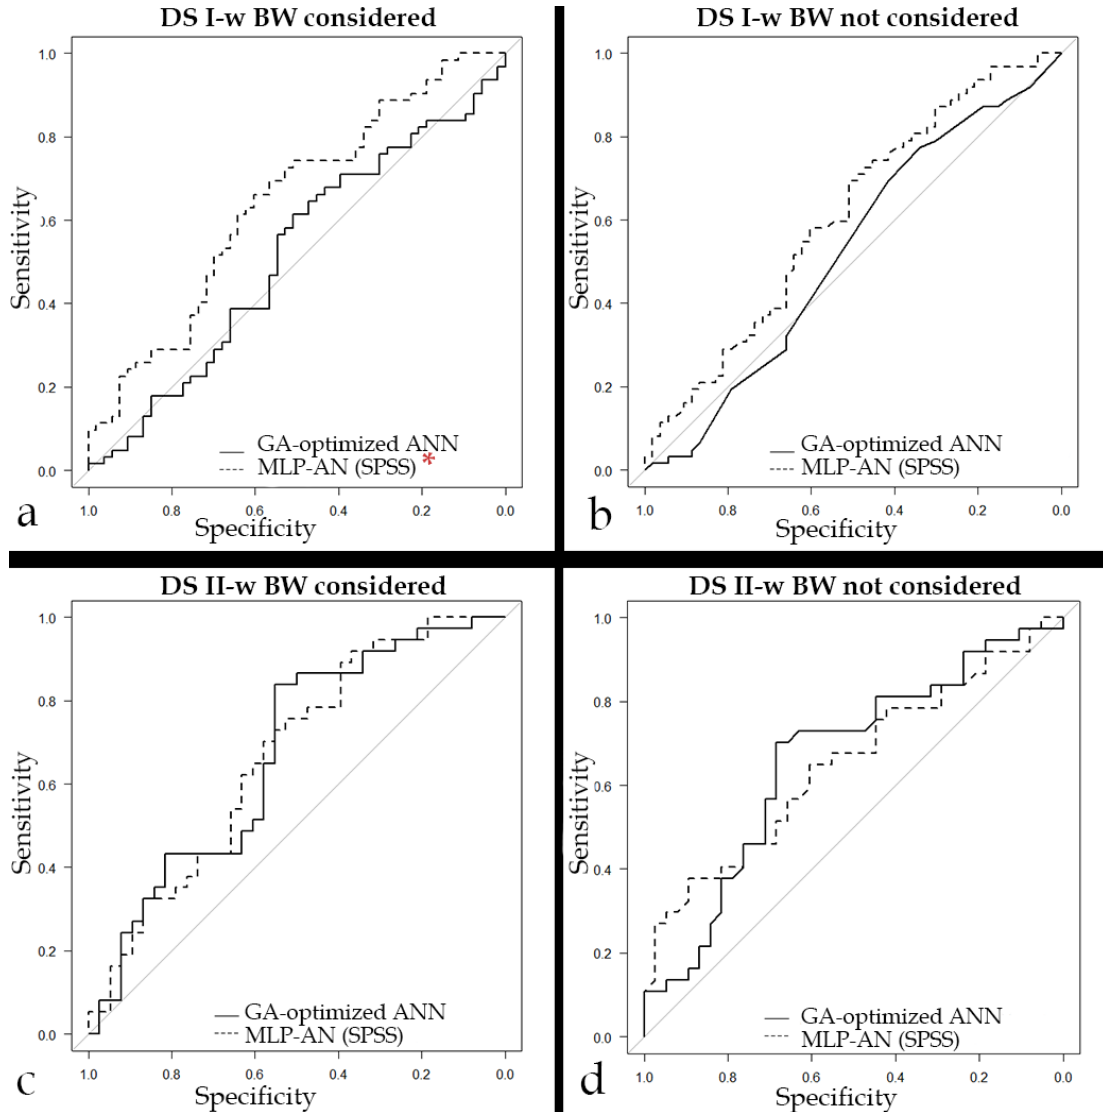 DS I-w BW considered
1.0
0.8
).6
0.4
0.2
0.0
Sensitivity
GA-optimized ANN
MLP-AN (SPSS) *
1.0 0.8 0.6 0.4 0.2 0.0
Specificity
a
DS I-w BW not considered
1.0
0.8
0.6
0.4
0.2
0.0
Sensitivity
GA-optimized ANN
MLP-AN (SPSS)
1.0 0.8 0.6 0.4 0.2 0.0
Specificity
b
DS II-w BW considered
1.0
0.8
0.6
0.4
0.2
0.0
Sensitivity
GA-optimized ANN
MLP-AN (SPSS)
1.0 0.8 0.6 0.4 0.2 0.0
Specificity
c
DS II-w BW not considered
1.0
0.8
0.6
0.4
0.2
0.0
Sensitivity
GA-optimized ANN
MLP-AN (SPSS)
1.0 0.8 0.6 0.4 0.2 0.0
Specificity
d